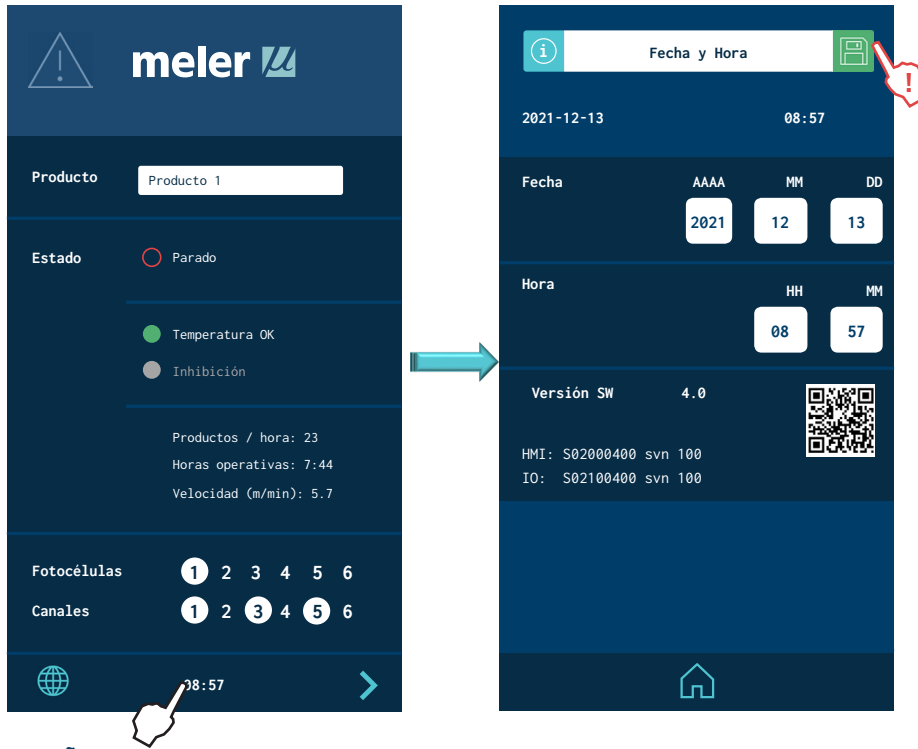 meler
Producto Producto 1
Estado Parado
Temperatura OK
Inhibición
Productos / hora: 23
Horas operativas: 7:44
Velocidad (m/min): 5.7
Fotocélulas 1 2 3 4 5 6
Canales 1 2 3 4 5 6
08:57
i Fecha y Hora
!
2021-12-13 08:57
Fecha AAAA MM DD
2021 12 13
Hora HH MM
08 57
Versión SW 4.0
HMI: S02000400 svn 100
IO: S02100400 svn 100